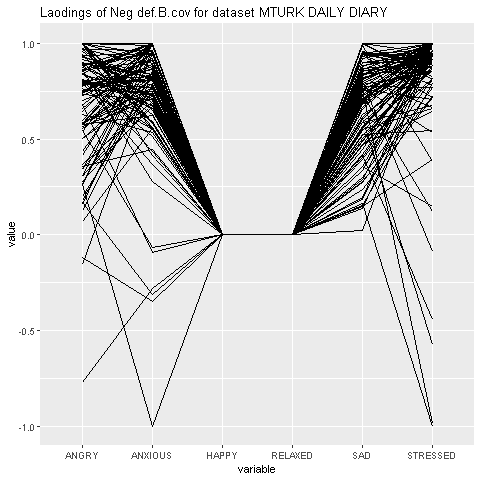 Laodings of Neg def.B.cov for dataset MTURK DAILY DIARY
1.0
0.5
0.0
-0.5
-1.0
value
ANGRY ANXIOUS HAPPY RELAXED SAD STRESSED
variable